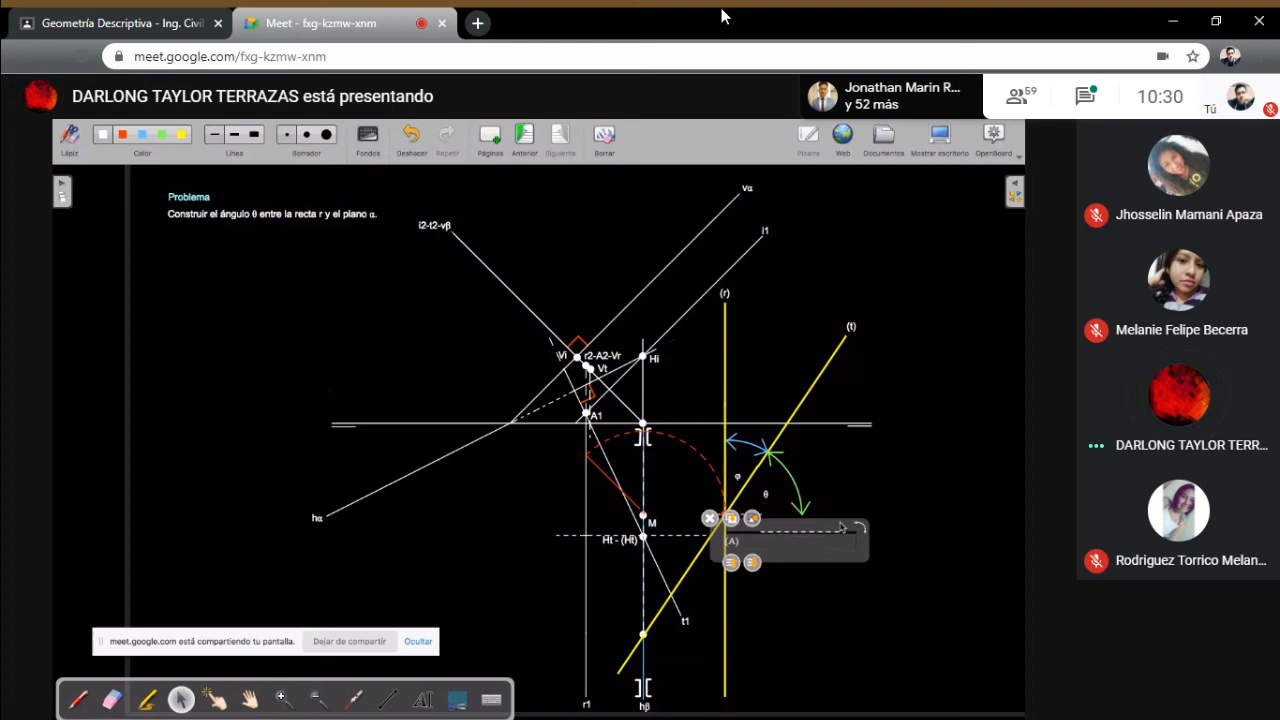 Geometría Descriptiva - Ing. Civil
Meet - fxg-kzmw-xnm
meet.google.com/fxg-kzmw-xnm
DARLONG TAYLOR TERRAZAS está presentando
Jonathan Marin R...
y 52 más
59
10:30
Tú
Lápiz
Color
Línea
Borrador
Fondos
Deshacer
Repetir
Páginas
Anterior
Siguiente
Borrar
Pizarra
Web
Documentos
Mostrar escritorio
OpenBoard
Problema
Construir el ángulo θ entre la recta r y el plano α.
vα
i2-t2-vβ
i1
(r)
(t)
Vi
r2-A2-Vr
Hi
Vt
A1
φ
θ
hα
M
Ht - (Ht)
(A)
t1
r1
hβ
meet.google.com está compartiendo tu pantalla.
Dejar de compartir
Ocultar
Jhosselin Mamani Apaza
Melanie Felipe Becerra
DARLONG TAYLOR TERR...
Rodriguez Torrico Melan...